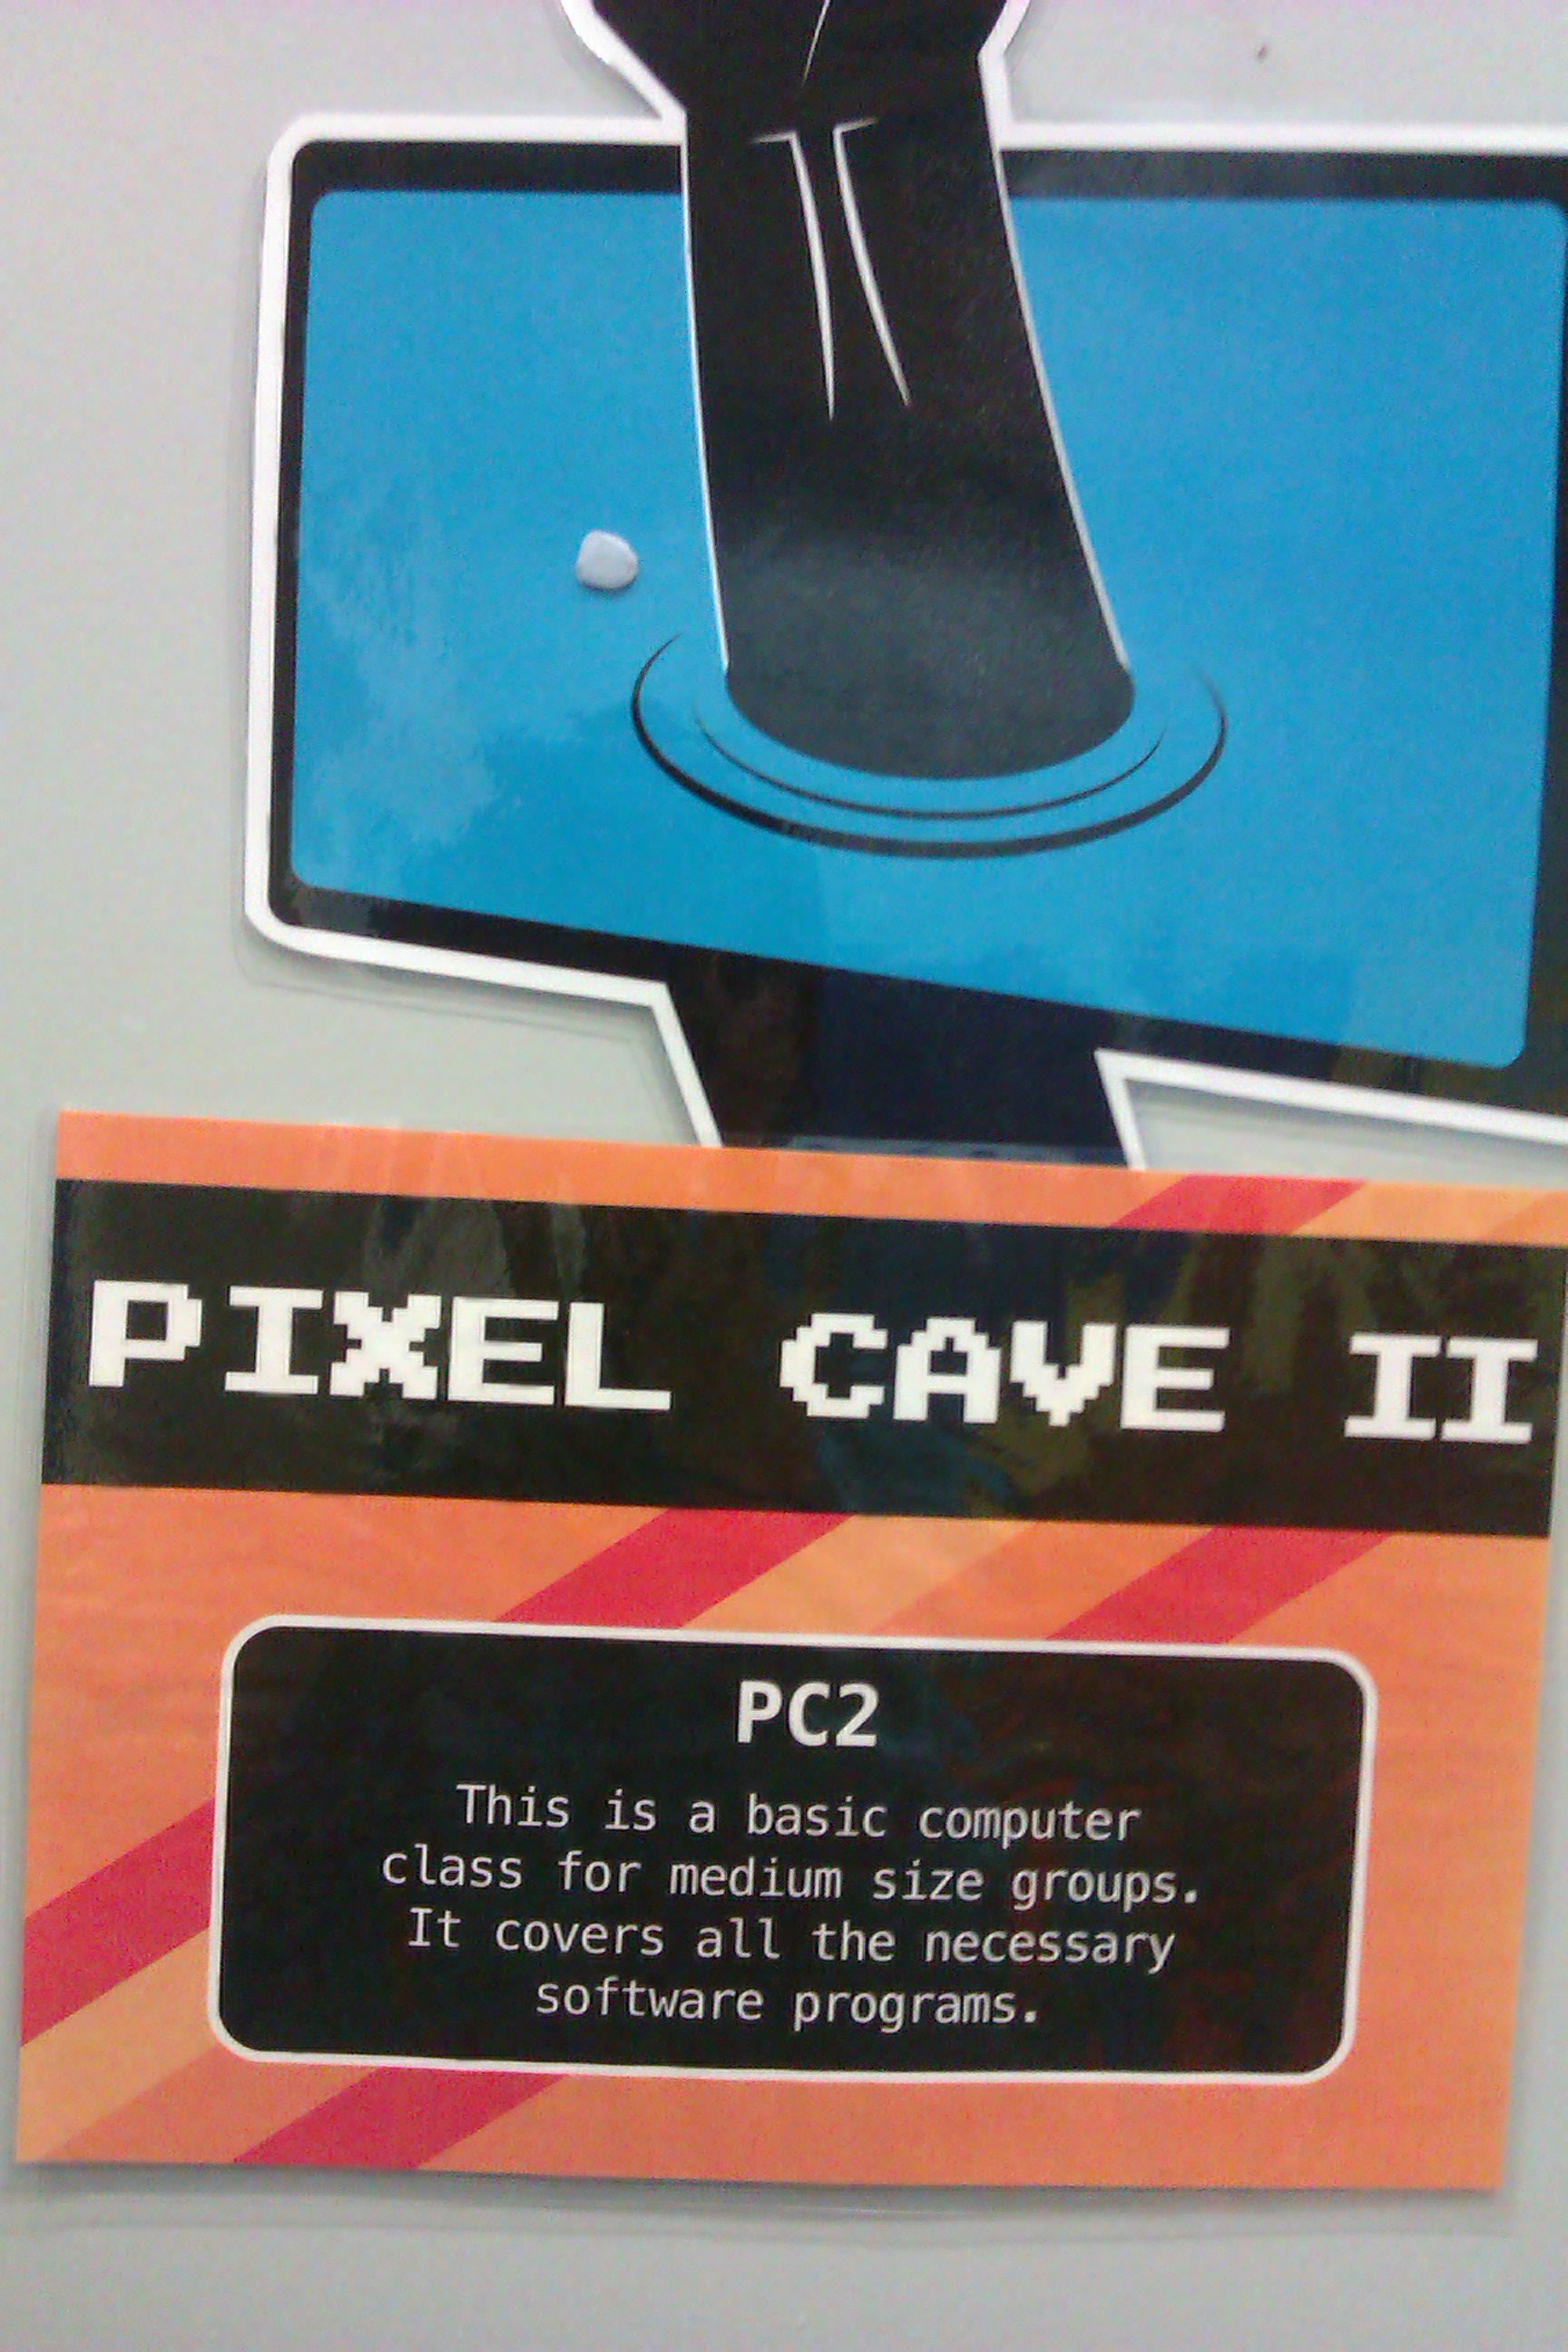 PIXEL CAVE II
PC2
This is a basic computer
class for medium size groups.
It covers all the necessary
software programs.